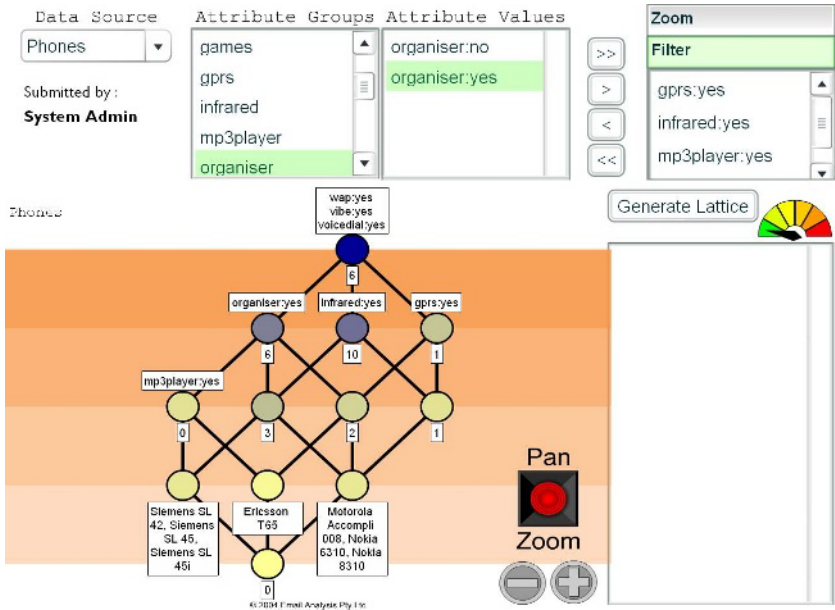 Data Source
Attribute Groups
Attribute Values
Zoom
Phones
games
gprs
infrared
mp3player
organiser
organiser:no
organiser:yes
>>
>
<
<<
Filter
gprs:yes
infrared:yes
mp3player:yes
Submitted by :
System Admin
Phones
Generate Lattice
wap:yes
vibe:yes
voicedial:yes
6
organiser:yes
infrared:yes
gprs:yes
6
10
1
mp3player:yes
0
3
2
1
Siemens SL
42, Siemens
SL 45,
Siemens SL
45i
Ericsson
T65
Motorola
Accompli
008, Nokia
6310, Nokia
8310
0
Pan
Zoom
© 2004 Email Analysis Pty Ltd